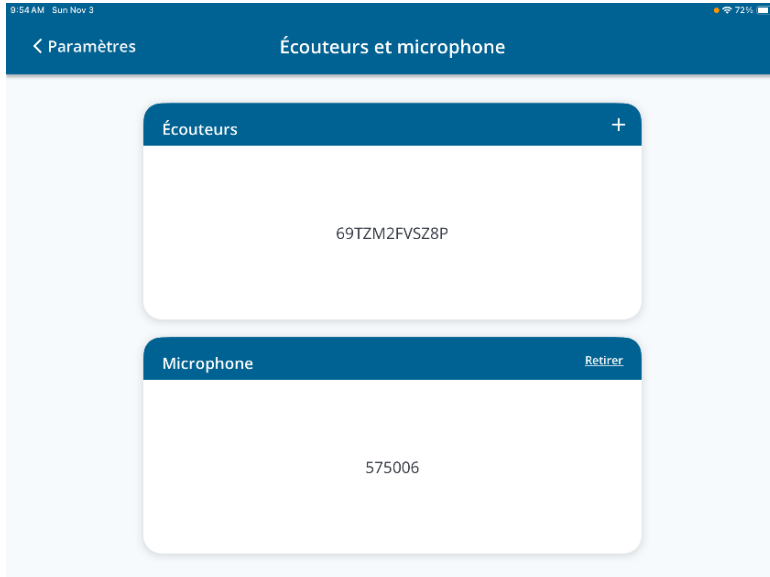 9:54 AM Sun Nov 3 72%
Paramètres Écouteurs et microphone
Écouteurs
69TZM2FVSZ8P
Microphone Retirer
575006